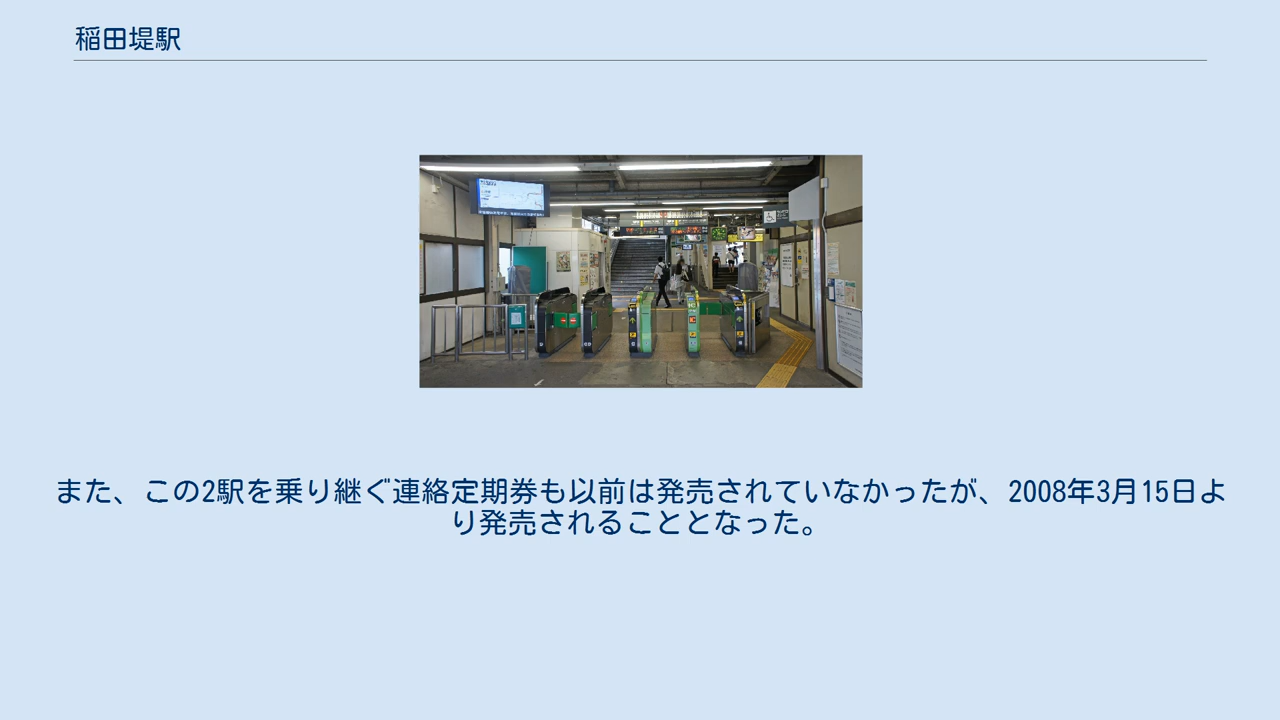 稲田堤駅
また、この2駅を乗り継ぐ連絡定期券も以前は発売されていなかったが、2008年3月15日よ
り発売されることとなった。